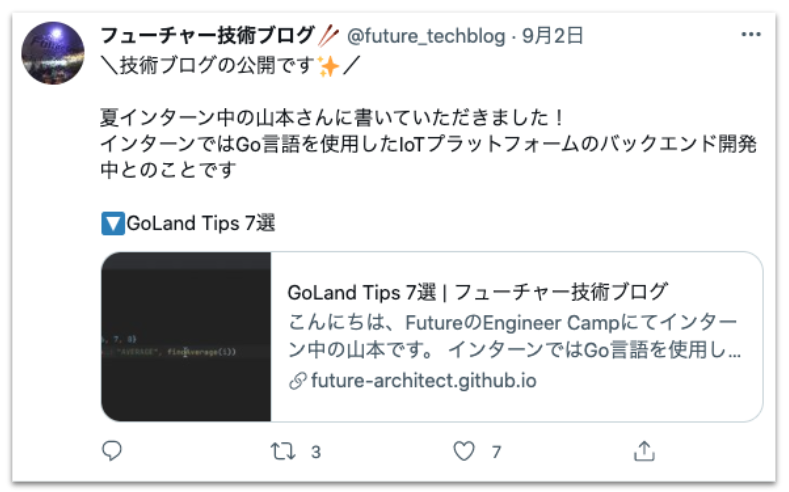 フューチャー技術ブログ🥢 @future_techblog · 9月2日
＼技術ブログの公開です✨／
夏インターン中の山本さんに書いていただきました！
インターンではGo言語を使用したIoTプラットフォームのバックエンド開発
中とのことです
🔽GoLand Tips 7選
GoLand Tips 7選 | フューチャー技術ブログ
こんにちは、FutureのEngineer Campにてインター
ン中の山本です。 インターンではGo言語を使用し...
future-architect.github.io
, 7, 8)
"AVERAGE", findAverage(i))
3
7